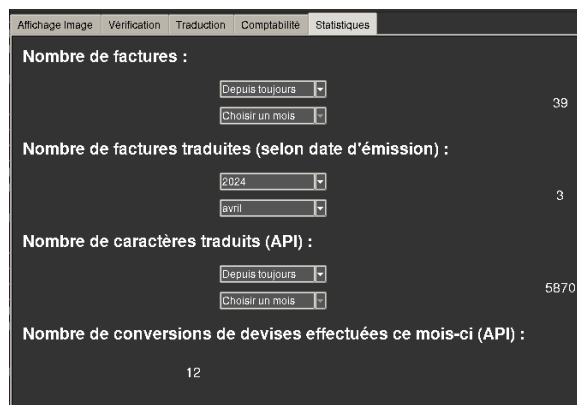 Affichage Image Vérification Traduction Comptabilité Statistiques
Nombre de factures :
Depuis toujours
39
Choisir un mois
Nombre de factures traduites (selon date d'émission) :
2024
3
avril
Nombre de caractères traduits (API) :
Depuis toujours
5870
Choisir un mois
Nombre de conversions de devises effectuées ce mois-ci (API) :
12